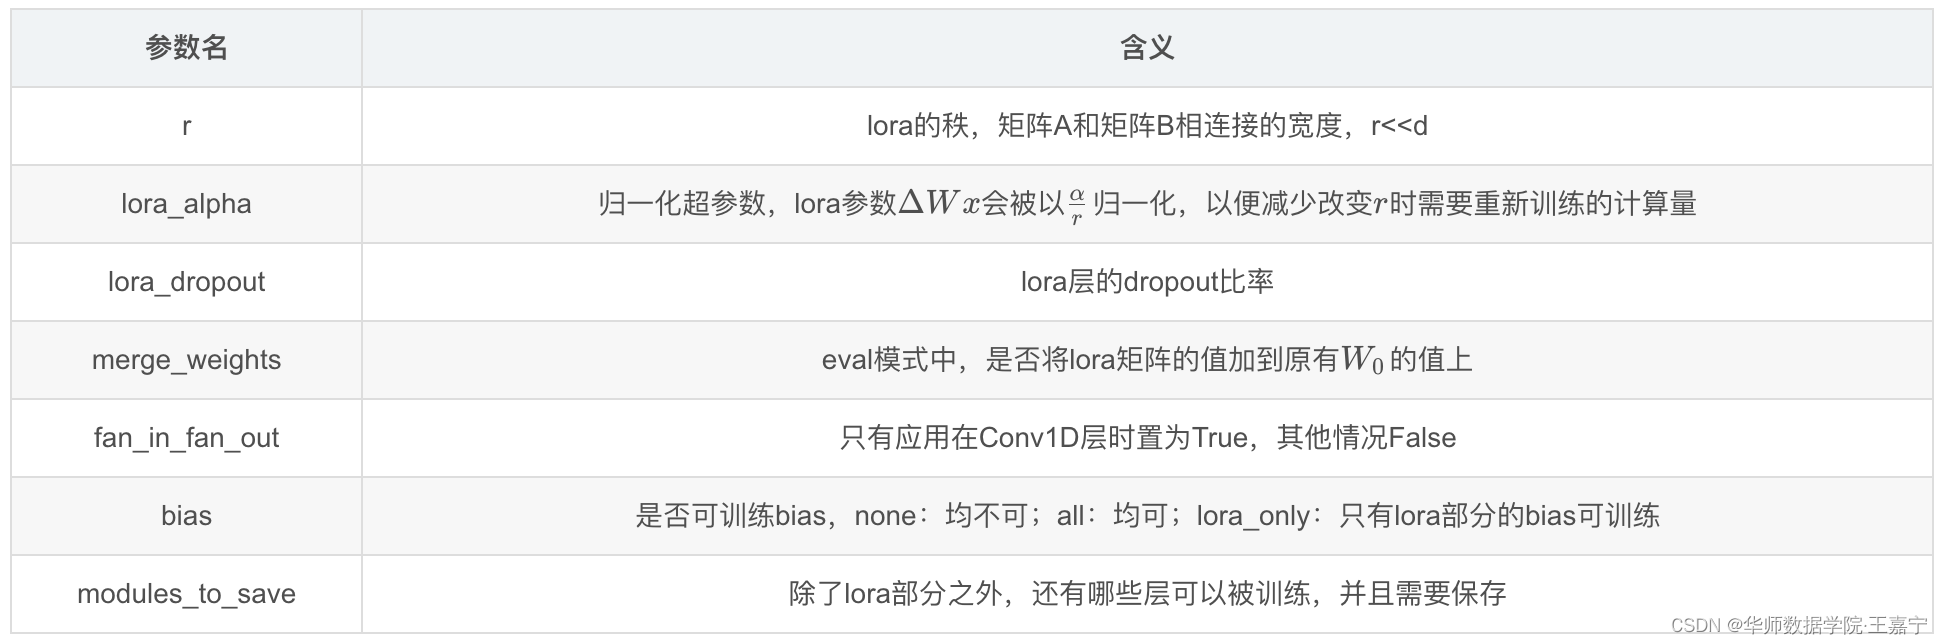 参数名 含义
r lora的秩，矩阵A和矩阵B相连接的宽度，r<<d
lora_alpha 归一化超参数，lora参数ΔWx会被以α/r归一化，以便减少改变r时需要重新训练的计算量
lora_dropout lora层的dropout比率
merge_weights eval模式中，是否将lora矩阵的值加到原有W₀的值上
fan_in_fan_out 只有应用在Conv1D层时置为True，其他情况False
bias 是否可训练bias，none：均不可；all：均可；lora_only：只有lora部分的bias可训练
modules_to_save 除了lora部分之外，还有哪些层可以被训练，并且需要保存
CSDN @华师数据学院·王嘉宁